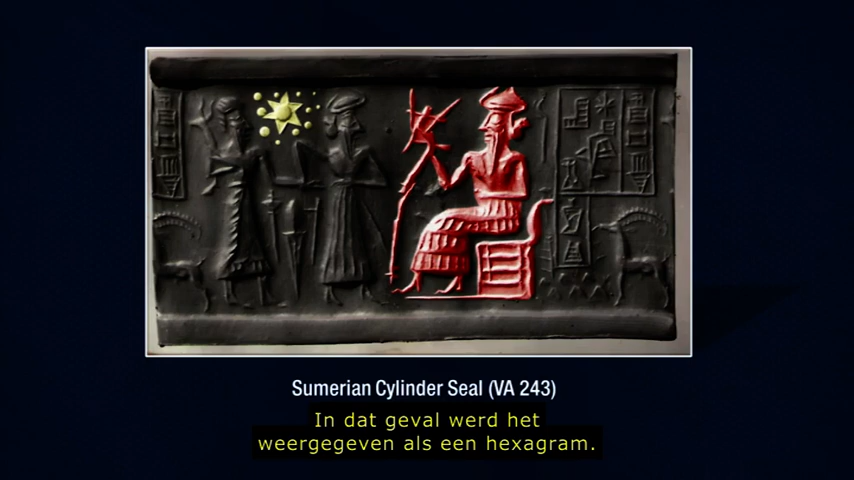 Sumerian Cylinder Seal (VA 243)
In dat geval werd het
weergegeven als een hexagram.